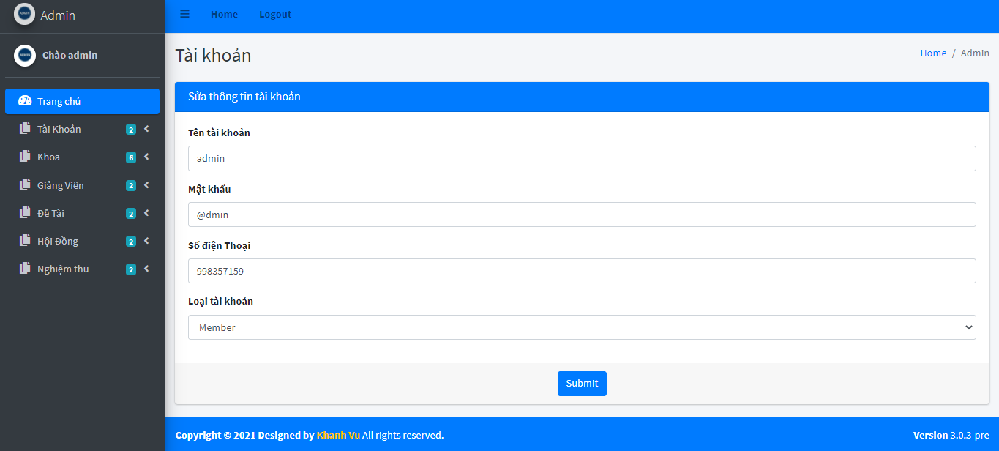 Admin
Home
Logout
Chào admin
Tài khoản
Home / Admin
Trang chủ
Tài Khoản 2
Khoa 6
Giảng Viên 2
Đề Tài 2
Hội Đồng 2
Nghiệm thu 2
Sửa thông tin tài khoản
Tên tài khoản
admin
Mật khẩu
@dmin
Số điện Thoại
998357159
Loại tài khoản
Member
Submit
Copyright © 2021 Designed by Khanh Vu All rights reserved.
Version 3.0.3-pre